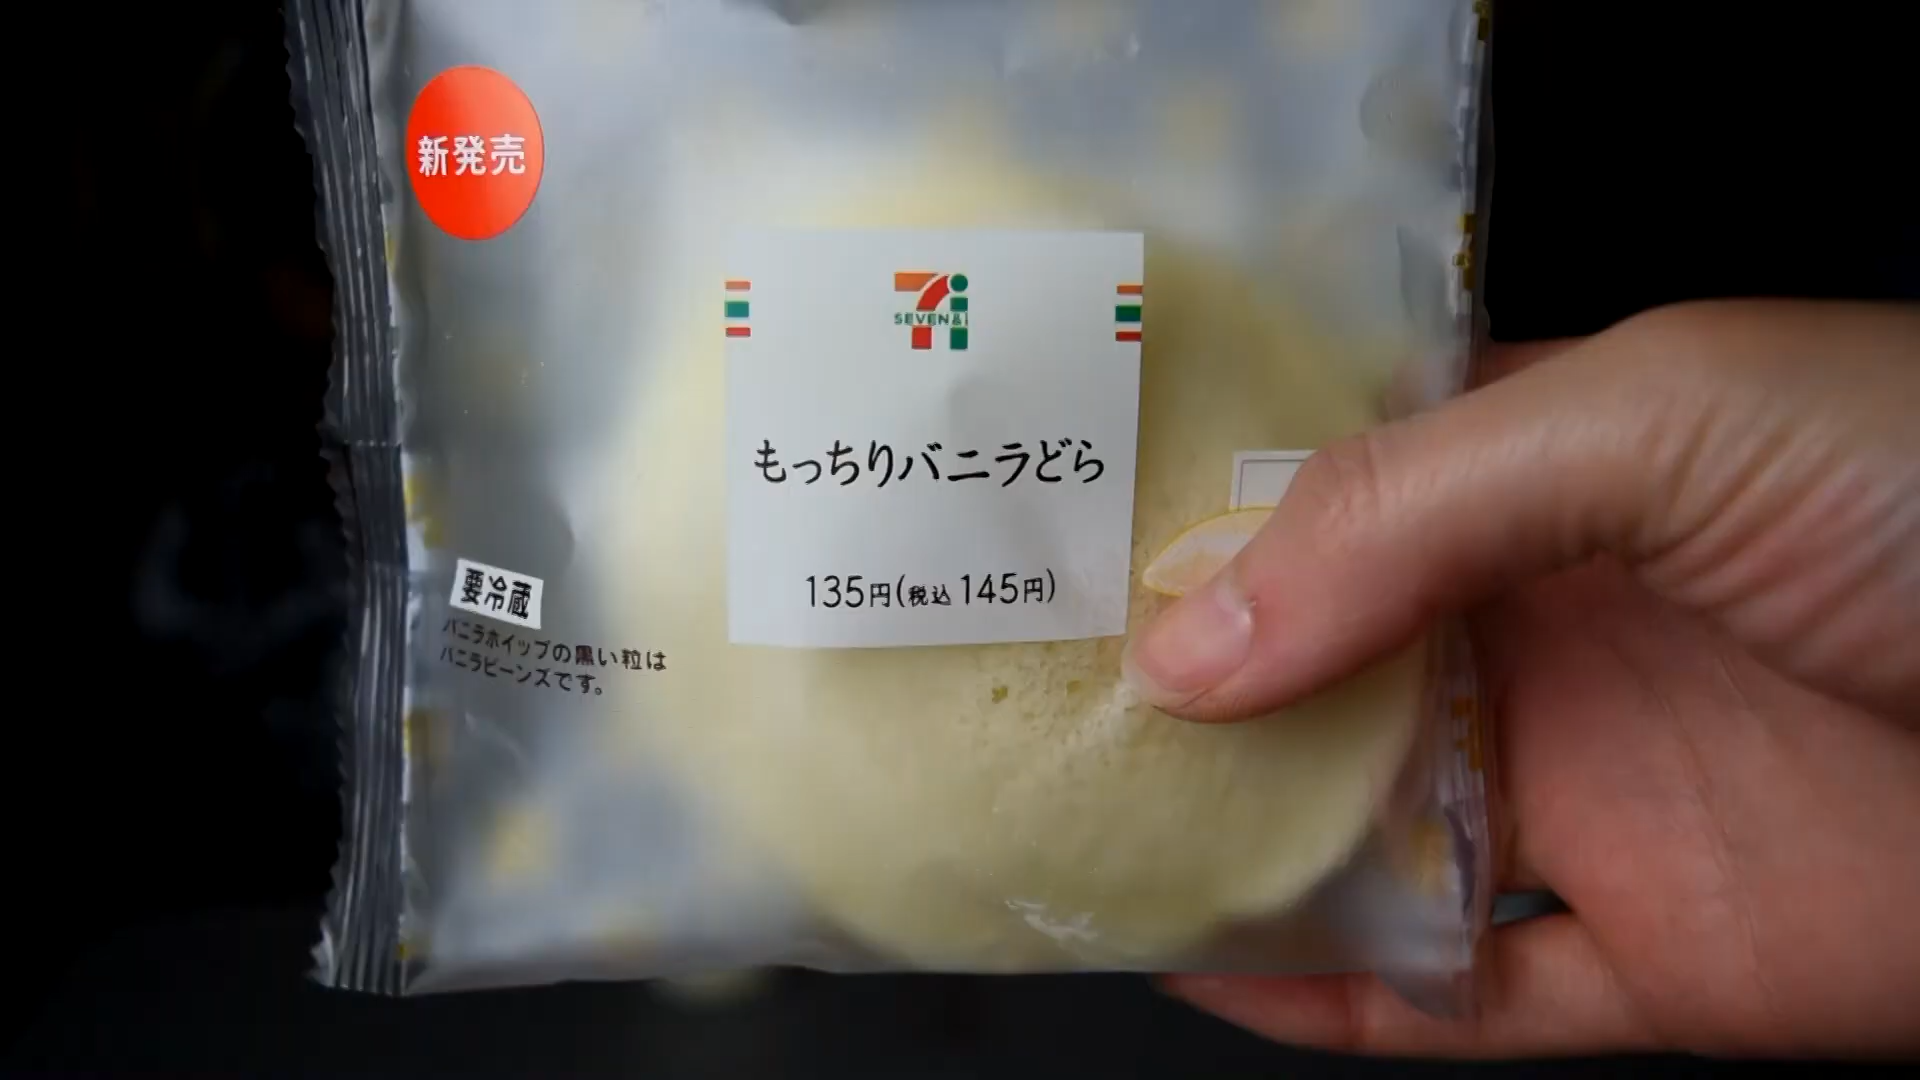 新発売
SEVEN&i
もっちりバニラどら
135円(税込145円)
要冷蔵
バニラホイップの黒い粒は
バニラビーンズです。